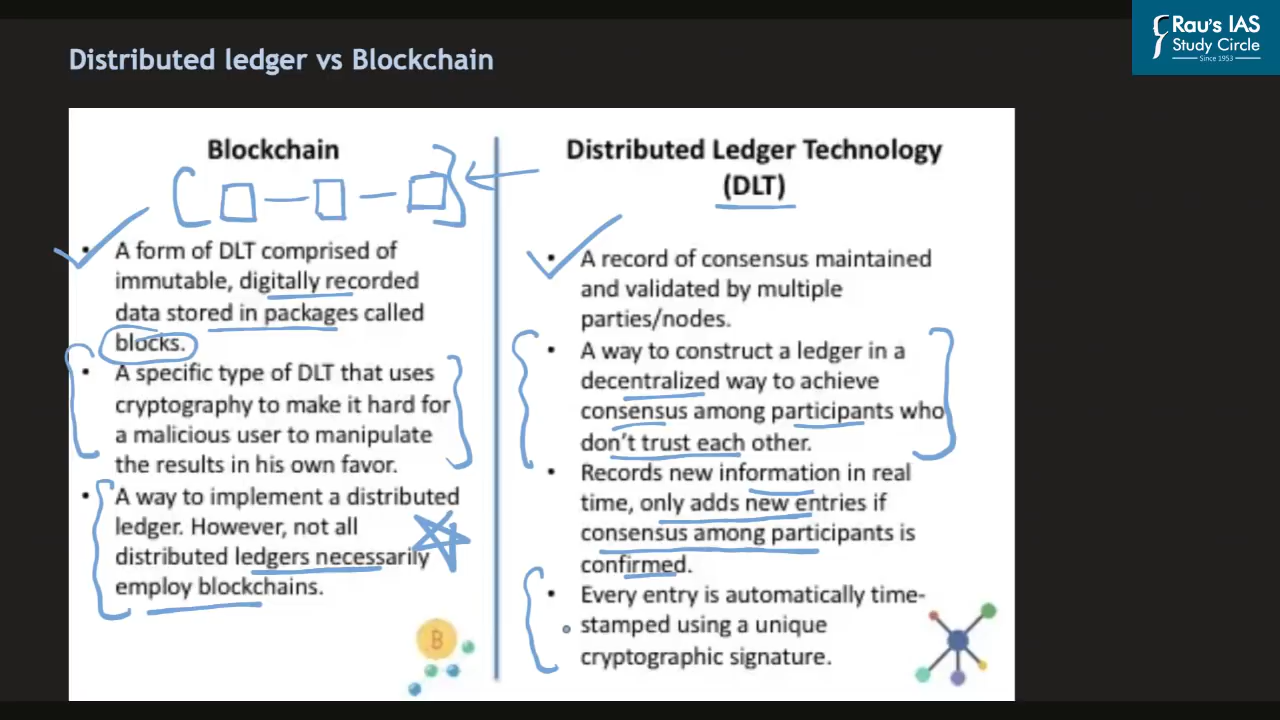 Rau's IAS
Study Circle
Since 1953
Distributed ledger vs Blockchain
Blockchain
• A form of DLT comprised of
immutable, digitally recorded
data stored in packages called
blocks.
• A specific type of DLT that uses
cryptography to make it hard for
a malicious user to manipulate
the results in his own favor.
• A way to implement a distributed
ledger. However, not all
distributed ledgers necessarily
employ blockchains.
B
Distributed Ledger Technology
(DLT)
• A record of consensus maintained
and validated by multiple
parties/nodes.
• A way to construct a ledger in a
decentralized way to achieve
consensus among participants who
don't trust each other.
• Records new information in real
time, only adds new entries if
consensus among participants is
confirmed.
• Every entry is automatically time-
stamped using a unique
cryptographic signature.